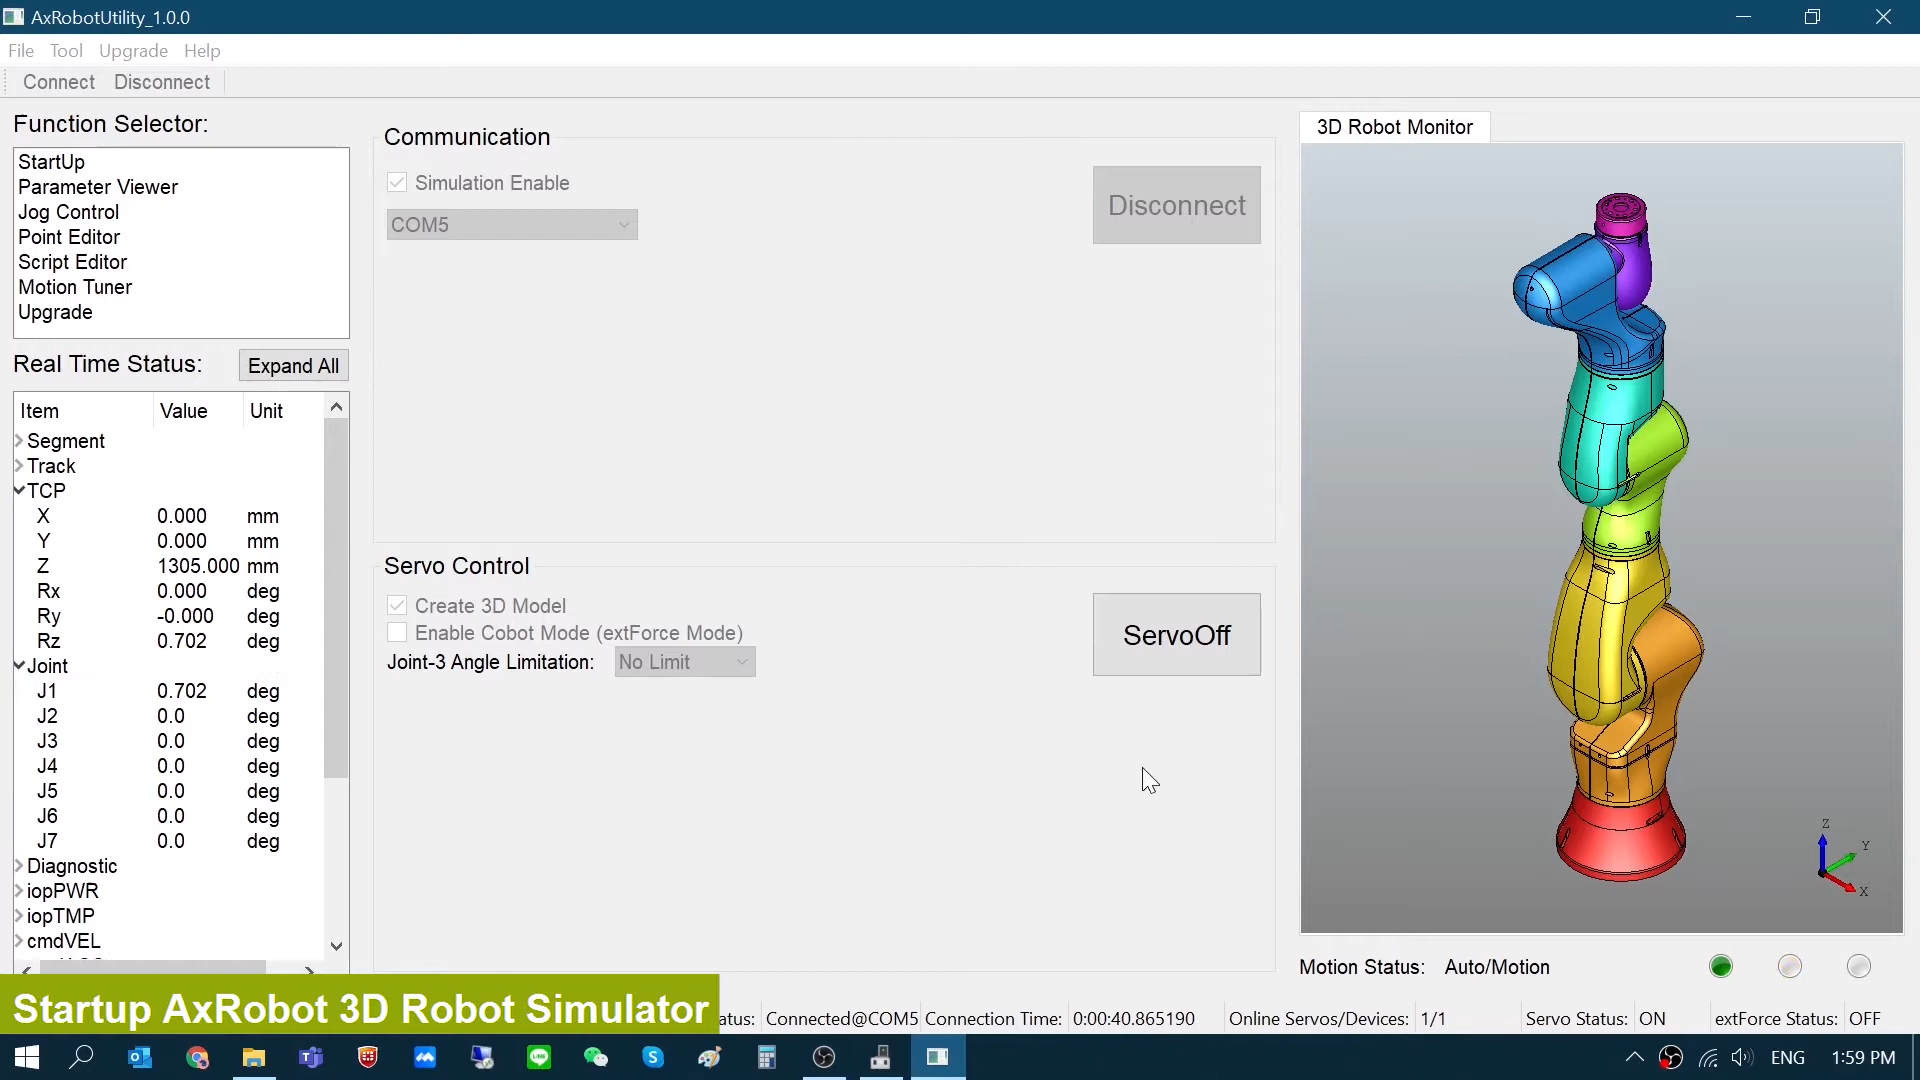 AxRobotUtility_1.0.0
File Tool Upgrade Help
Connect Disconnect
Function Selector:
StartUp
Parameter Viewer
Jog Control
Point Editor
Script Editor
Motion Tuner
Upgrade
Real Time Status:
Expand All
Item Value Unit
Segment
Track
TCP
X 0.000 mm
Y 0.000 mm
Z 1305.000 mm
Rx 0.000 deg
Ry -0.000 deg
Rz 0.702 deg
Joint
J1 0.702 deg
J2 0.0 deg
J3 0.0 deg
J4 0.0 deg
J5 0.0 deg
J6 0.0 deg
J7 0.0 deg
Diagnostic
iopPWR
iopTMP
cmdVEL
Communication
Simulation Enable
COM5
Disconnect
Servo Control
Create 3D Model
Enable Cobot Mode (extForce Mode)
Joint-3 Angle Limitation: No Limit
ServoOff
3D Robot Monitor
Z
Y
X
Motion Status: Auto/Motion
Startup AxRobot 3D Robot Simulator
atus: Connected@COM5 Connection Time: 0:00:40.865190 Online Servos/Devices: 1/1 Servo Status: ON extForce Status: OFF
ENG 1:59 PM